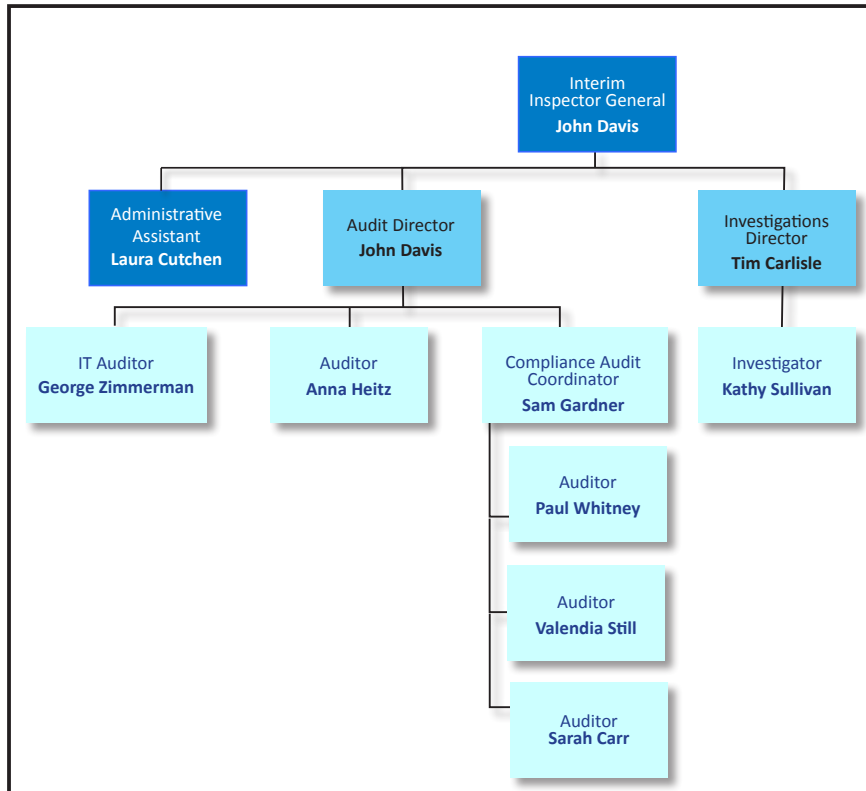 Interim
Inspector General
John Davis
Administrative
Assistant
Laura Cutchen
Audit Director
John Davis
Investigations
Director
Tim Carlisle
IT Auditor
George Zimmerman
Auditor
Anna Heitz
Compliance Audit
Coordinator
Sam Gardner
Investigator
Kathy Sullivan
Auditor
Paul Whitney
Auditor
Valendia Still
Auditor
Sarah Carr